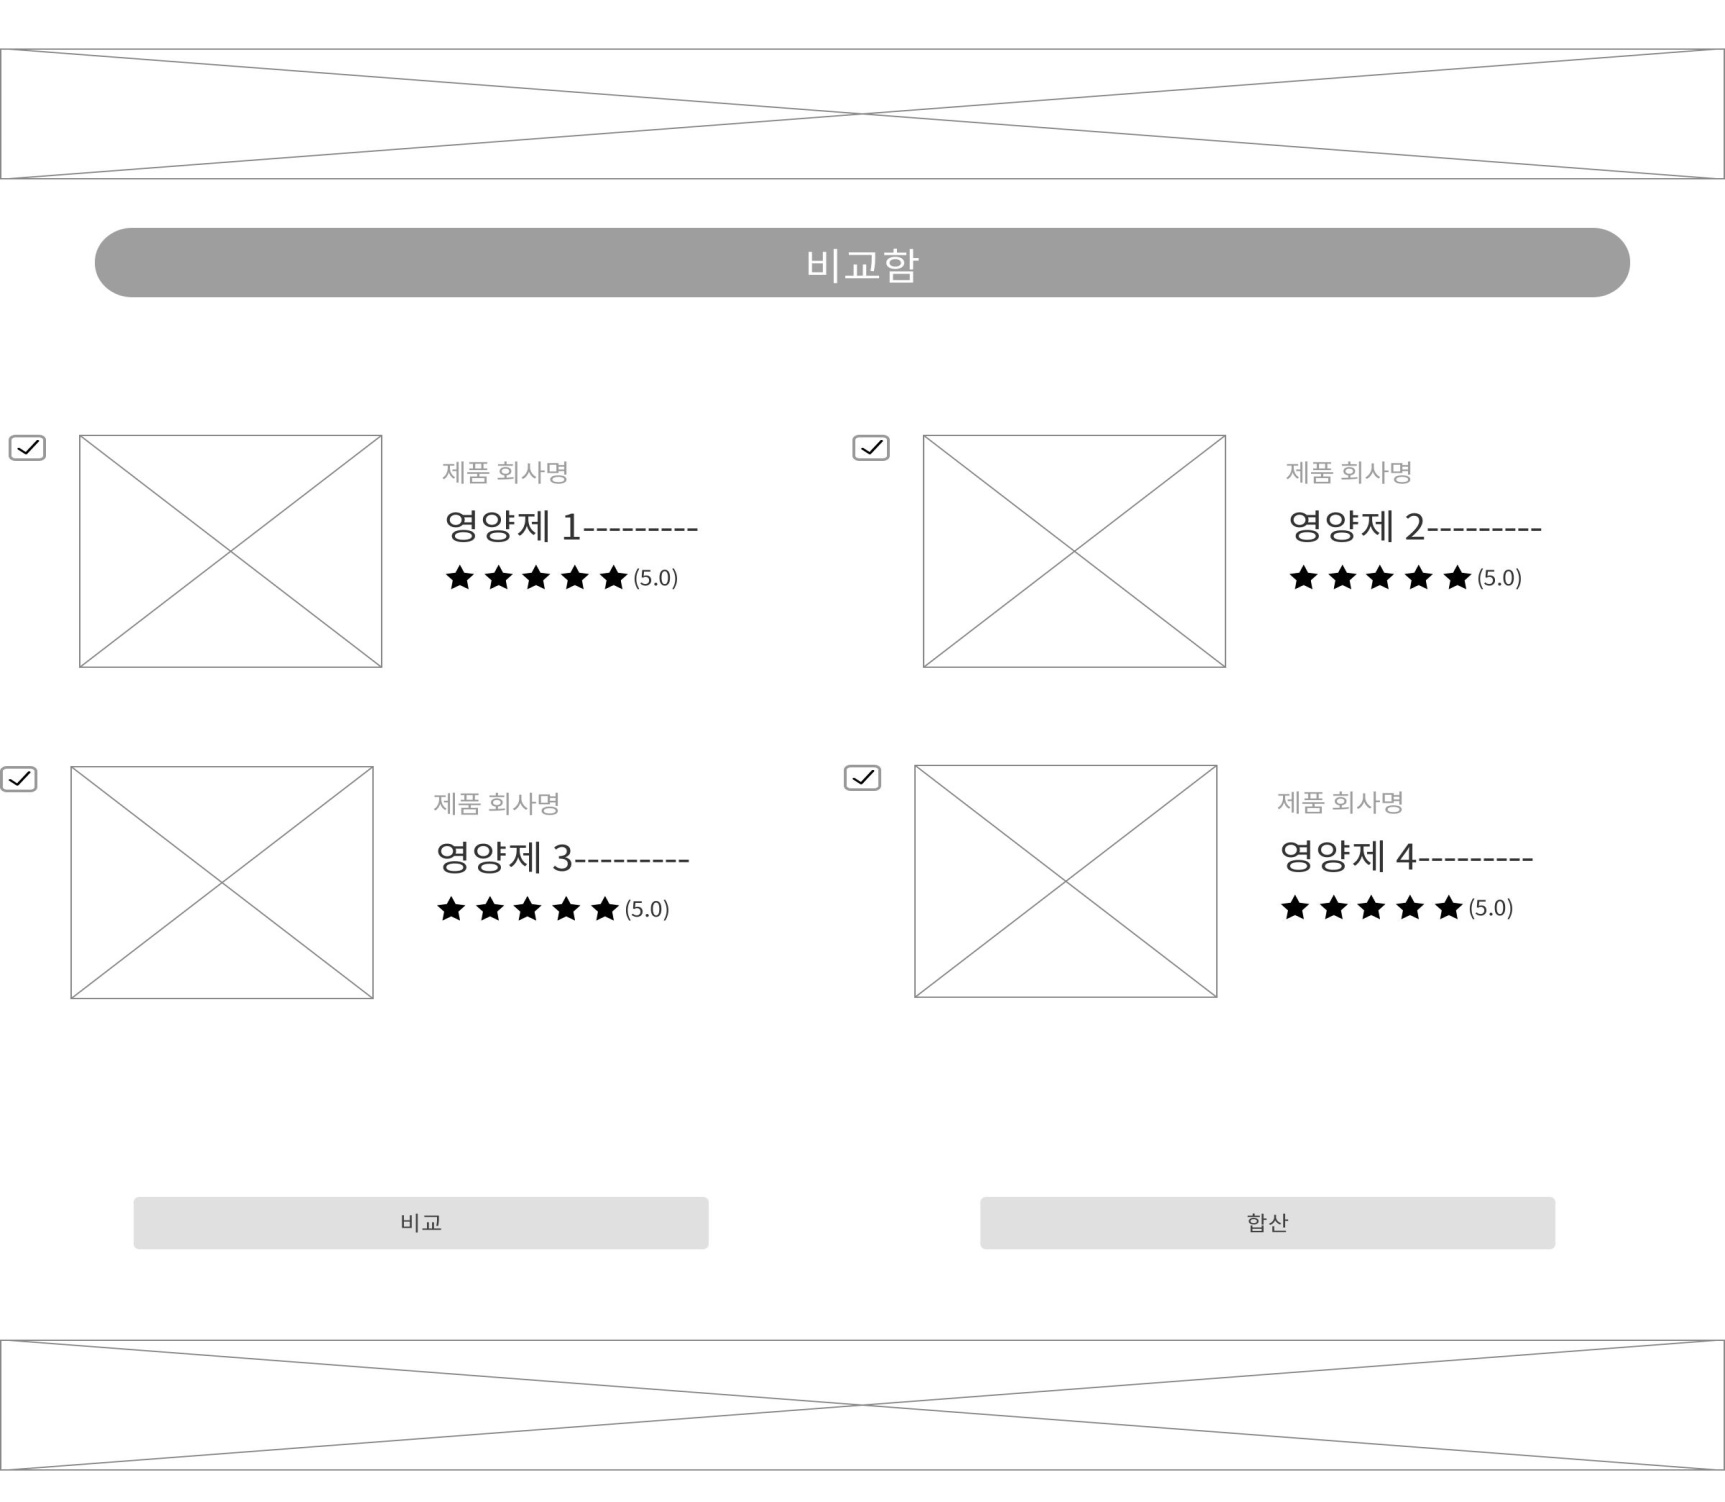 비교함
제품 회사명
영양제 1---------
(5.0)
제품 회사명
영양제 2---------
(5.0)
제품 회사명
영양제 3---------
(5.0)
제품 회사명
영양제 4---------
(5.0)
비교
합산